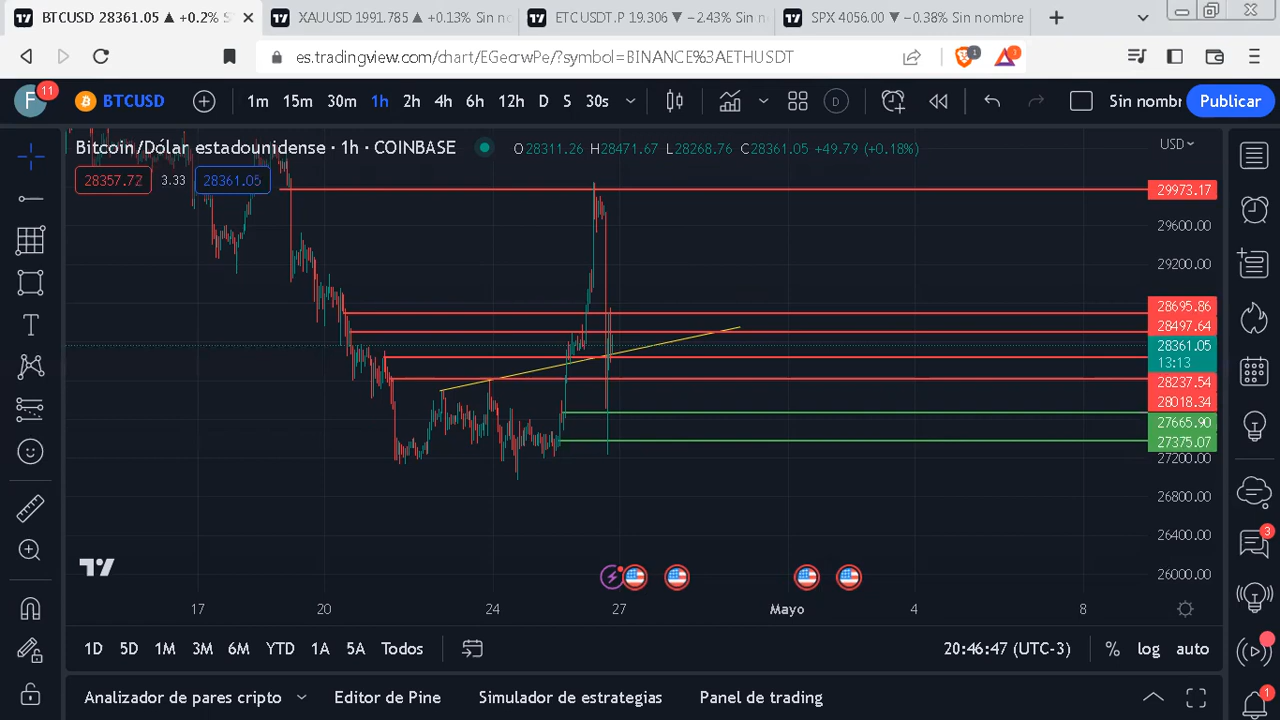 BTCUSD 28361.05 ▲ +0.2% S
XAUUSD 1991.785 ▲ +0.13% Sin no
ETCUSDT.P 19.306 ▼ −2.43% Sin n
SPX 4056.00 ▼ −0.38% Sin nombre
es.tradingview.com/chart/EGecrwPe/?symbol=BINANCE%3AETHUSDT
1
2
F
11
BTCUSD
1m 15m 30m 1h 2h 4h 6h 12h D S 30s
D
Sin nombr
Publicar
Bitcoin/Dólar estadounidense · 1h · COINBASE
O28311.26 H28471.67 L28268.76 C28361.05 +49.79 (+0.18%)
USD
28357.72 3.33 28361.05
29973.17
29600.00
29200.00
28695.86
28497.64
28361.05
13:13
28237.54
28018.34
27665.90
27375.07
27200.00
26800.00
26400.00
26000.00
T
3
1
17 20 24 27 Mayo 4 8
1D 5D 1M 3M 6M YTD 1A 5A Todos
20:46:47 (UTC-3)
% log auto
Analizador de pares cripto
Editor de Pine
Simulador de estrategias
Panel de trading